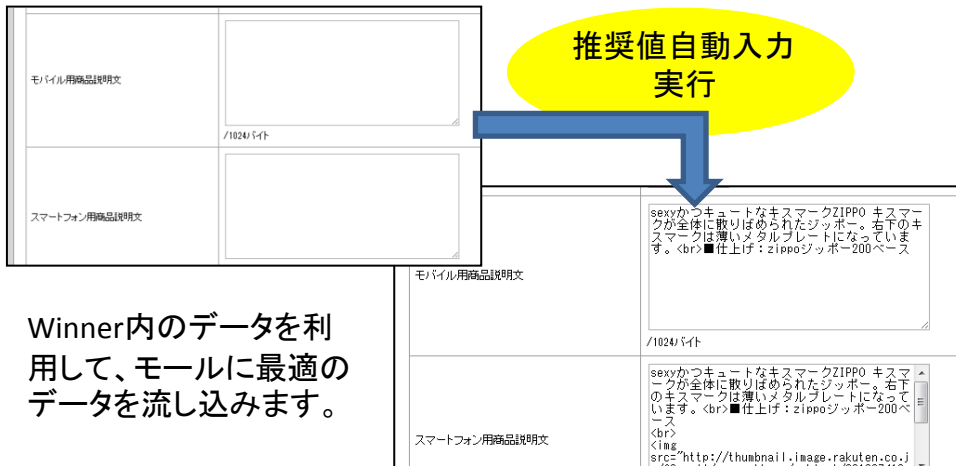 モバイル用商品説明文
/1024バイト
スマートフォン用商品説明文
推奨値自動入力
実行
sexyかつキュートなキスマークZIPPO キスマー
クが全体に散りばめられたジッポー。右下のキ
スマークは薄いメタルプレートになっていま
す。<br>■仕上げ：zippoジッポー200ベース
モバイル用商品説明文
/1024バイト
sexyかつキュートなキスマークZIPPO キスマ
ークが全体に散りばめられたジッポー。右下
のキスマークは薄いメタルプレートになって
います。<br>■仕上げ：zippoジッポー200ベ
ース
<br>
<img
src="http://thumbnail.image.rakuten.co.j
スマートフォン用商品説明文
Winner内のデータを利
用して、モールに最適の
データを流し込みます。